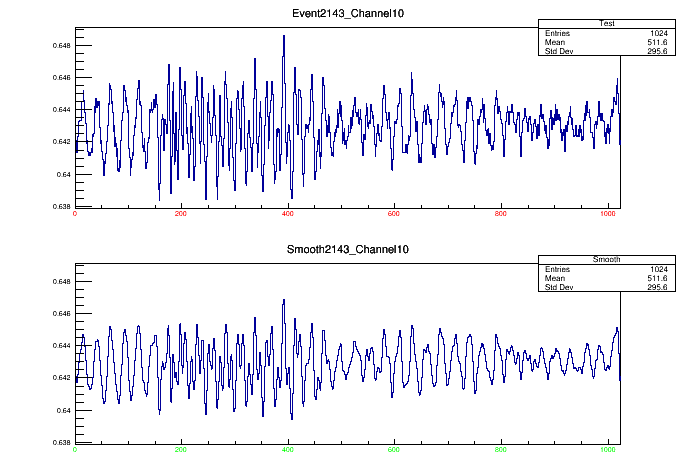 Event2143_Channel10
Test
Entries 1024
Mean 511.6
Std Dev 295.6
0.648
0.646
0.644
0.642
0.64
0.638
0 200 400 600 800 1000
Smooth2143_Channel10
Smooth
Entries 1024
Mean 511.6
Std Dev 295.6
0.648
0.646
0.644
0.642
0.64
0.638
0 200 400 600 800 1000